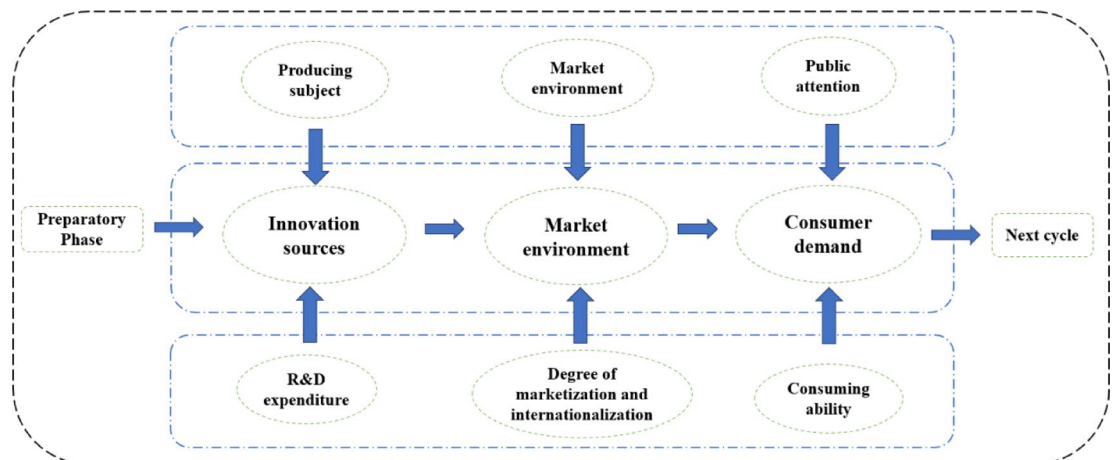 Producing
subject
Market
environment
Public
attention
Preparatory
Phase
Innovation
sources
Market
environment
Consumer
demand
Next cycle
R&D
expenditure
Degree of
marketization and
internationalization
Consuming
ability